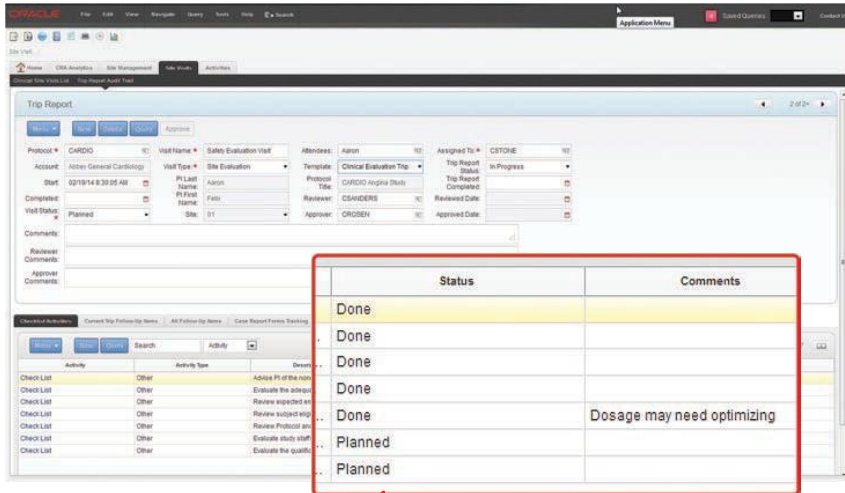 ORACLE File Edit View Navigate Query Tools Help Search Saved Queries
Application Menu
Site Visit
Home CRA Analytics Site Management Site Visits Activities
Clinical Site Visits List Trip Report Audit Trail
Trip Report
2 of 2+
Menu New Delete Query Approve
Protocol: * CARDIO Visit Name: * Safety Evaluation Visit Attendees: Aaron Assigned To: * CSTONE
Account: Abbey General Cardiology Visit Type: * Site Evaluation Template: Clinical Evaluation Trip Trip Report Status: In Progress
Start: 02/19/14 8:30:05 AM PI Last Name: Aaron Protocol Title: CARDIO Angina Study Trip Report Completed:
Completed: PI First Name: Felix Reviewer: CSANDERS Reviewed Date:
Visit Status: * Planned Site: 01 Approver: CROSEN Approved Date:
Comments:
Reviewer Comments:
Approver Comments:
Status Comments
Done
Done
Done
Done
Done Dosage may need optimizing
Planned
Planned
Checklist Activities Current Trip Follow-Up Items All Follow-Up Items Case Report Forms Tracking
Menu New Query Search Activity
Activity Activity Type
Check List Other Advise PI of the
Check List Other Evaluate the
Check List Other Review expected
Check List Other Review subject
Check List Other Review Protocol
Check List Other Evaluate study
Check List Other Evaluate the